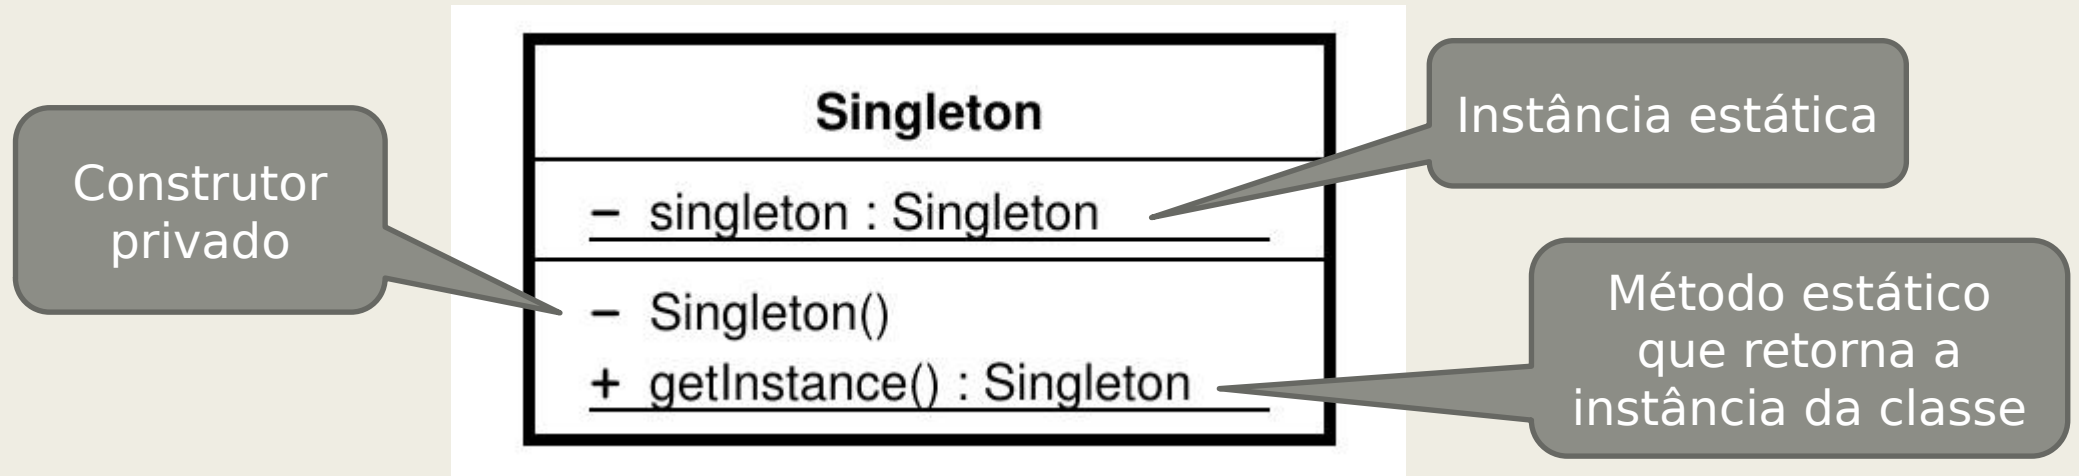 Singleton
– singleton : Singleton
– Singleton()
+ getInstance() : Singleton
Construtor
privado
Instância estática
Método estático
que retorna a
instância da classe